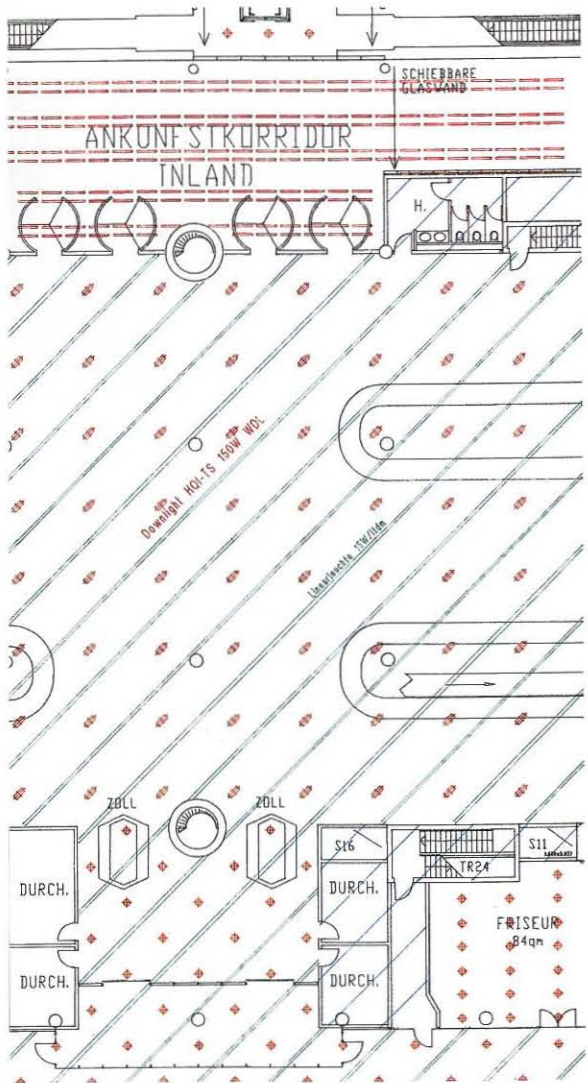 SCHIEBBARE
GLASWAND
ANKUNFSTKORRIDOR
INLAND
H.
Downlight HQI-TS 150W WDL
Linearleuchte
ZOLL
ZOLL
S16
TR24
S11
DURCH.
DURCH.
FRISEUR
84qm
DURCH.
DURCH.